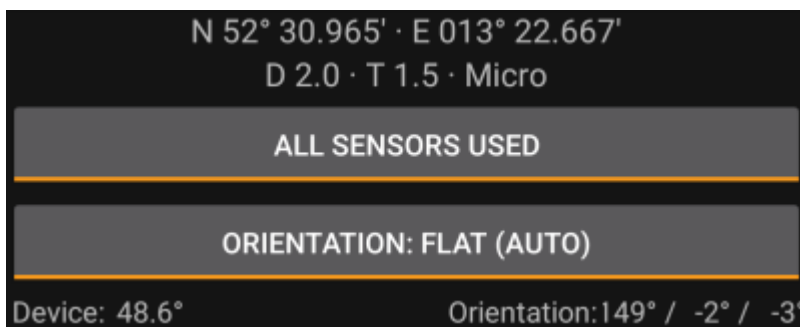 N 52° 30.965' · E 013° 22.667'
D 2.0 · T 1.5 · Micro
ALL SENSORS USED
ORIENTATION: FLAT (AUTO)
Device: 48.6° Orientation:149° / -2° / -3°